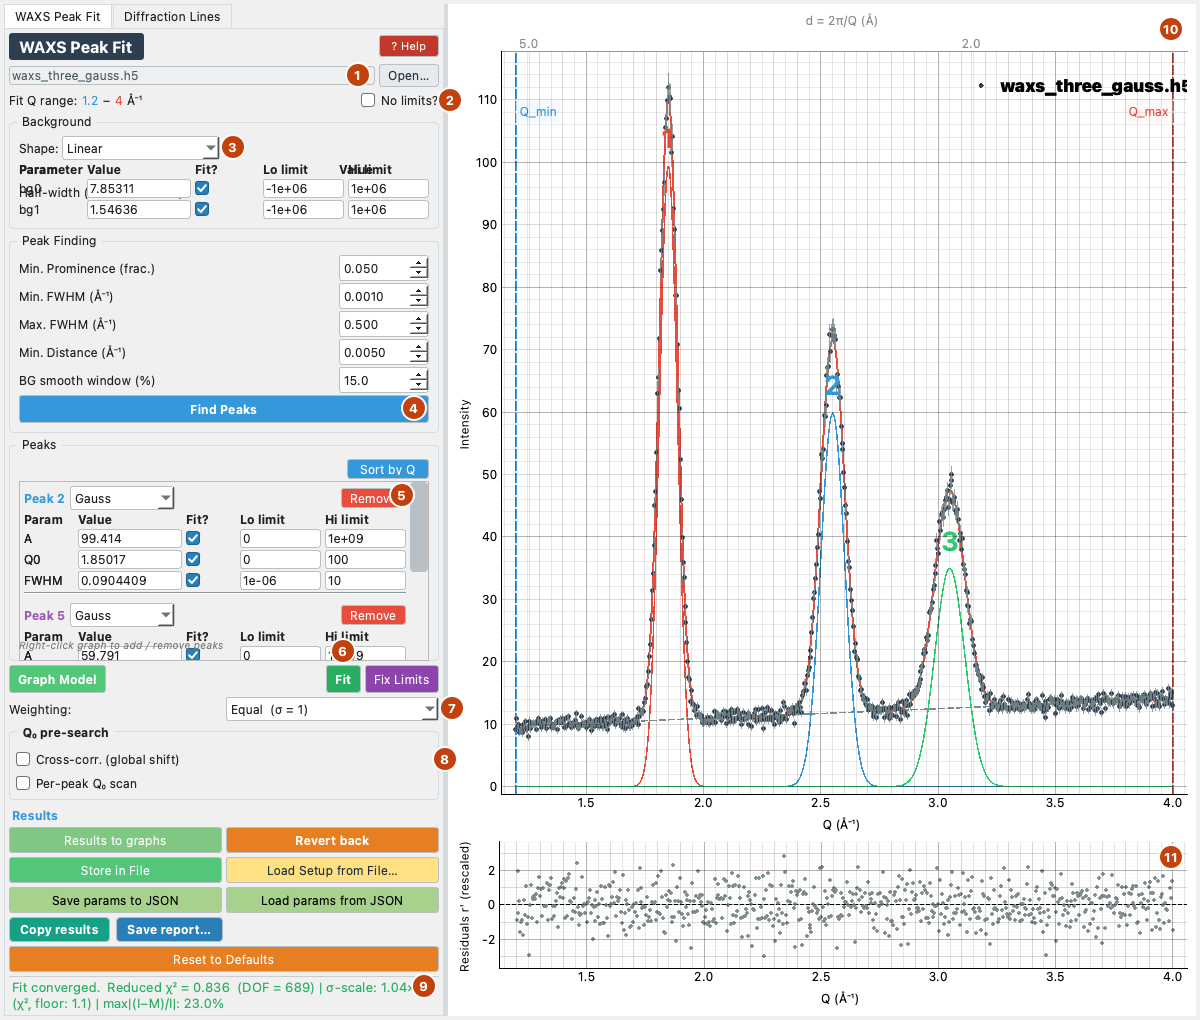 WAXS Peak Fit
Diffraction Lines
WAXS Peak Fit
? Help
waxs_three_gauss.h5
1
Open...
Fit Q range: 1.2 – 4 Å⁻¹
No limits?
2
Background
Shape: Linear
3
Parameter Value Fit? Lo limit Hi limit
bg0 7.85311 -1e+06 1e+06
Half-width (
bg1 1.54636 -1e+06 1e+06
Peak Finding
Min. Prominence (frac.) 0.050
Min. FWHM (Å⁻¹) 0.0010
Max. FWHM (Å⁻¹) 0.500
Min. Distance (Å⁻¹) 0.0050
BG smooth window (%) 15.0
Find Peaks
4
Peaks
Sort by Q
Peak 2 Gauss Remov
5
Param Value Fit? Lo limit Hi limit
A 99.414 0 1e+09
Q0 1.85017 0 100
FWHM 0.0904409 1e-06 10
Peak 5 Gauss Remove
Param Value Fit? Lo limit Hi limit
Right-click graph to add / remove peaks
A 59.791 0
6
Graph Model
Fit
Fix Limits
Weighting: Equal (σ = 1)
7
Q₀ pre-search
Cross-corr. (global shift)
8
Per-peak Q₀ scan
Results
Results to graphs
Revert back
Store in File
Load Setup from File...
Save params to JSON
Load params from JSON
Copy results
Save report...
Reset to Defaults
Fit converged. Reduced χ² = 0.836 (DOF = 689) | σ-scale: 1.04×
9
(χ², floor: 1.1) | max|(I−M)/I|: 23.0%
d = 2π/Q (Å)
10
5.0 2.0
waxs_three_gauss.h5
Q_min
Q_max
110
100
90
80
70
60
50
40
30
20
10
0
Intensity
1
2
3
1.5 2.0 2.5 3.0 3.5 4.0
Q (Å⁻¹)
11
2
0
-2
Residuals r' (rescaled)
1.5 2.0 2.5 3.0 3.5 4.0
Q (Å⁻¹)